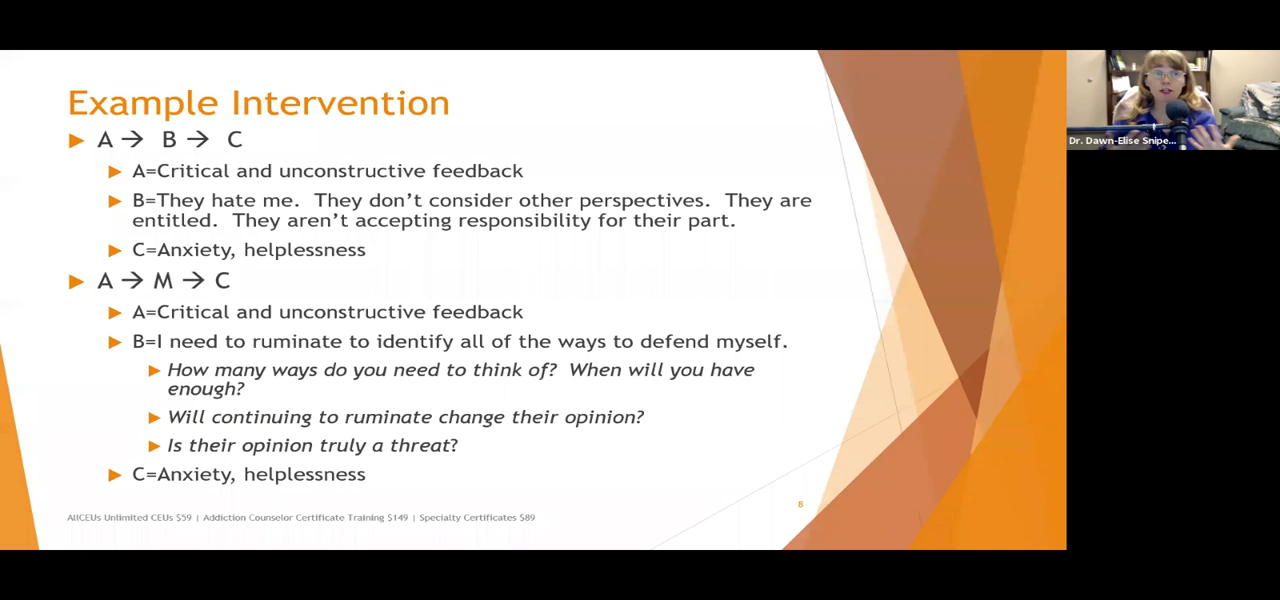 Example Intervention
A → B → C
A=Critical and unconstructive feedback
B=They hate me. They don't consider other perspectives. They are
entitled. They aren't accepting responsibility for their part.
C=Anxiety, helplessness
A → M → C
A=Critical and unconstructive feedback
B=I need to ruminate to identify all of the ways to defend myself.
How many ways do you need to think of? When will you have
enough?
Will continuing to ruminate change their opinion?
Is their opinion truly a threat?
C=Anxiety, helplessness
8
AllCEUs Unlimited CEUs $59 | Addiction Counselor Certificate Training $149 | Specialty Certificates $89
Dr. Dawn-Elise Snipe...